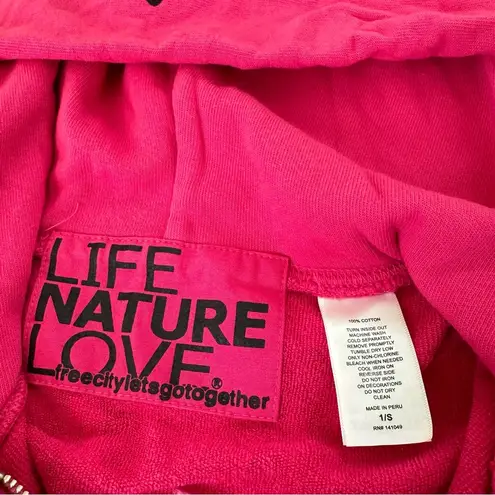 LIFE
NATURE
LOVE®
freecityletsgotogether
100% COTTON
TURN INSIDE OUT
MACHINE WASH
COLD SEPARATELY
REMOVE PROMPTLY
TUMBLE DRY LOW
ONLY NON-CHLORINE
BLEACH WHEN NEEDED
COOL IRON ON
REVERSE SIDE
DO NOT IRON
ON DECORATIONS
DO NOT DRY
CLEAN
MADE IN PERU
1/S
RN# 141049